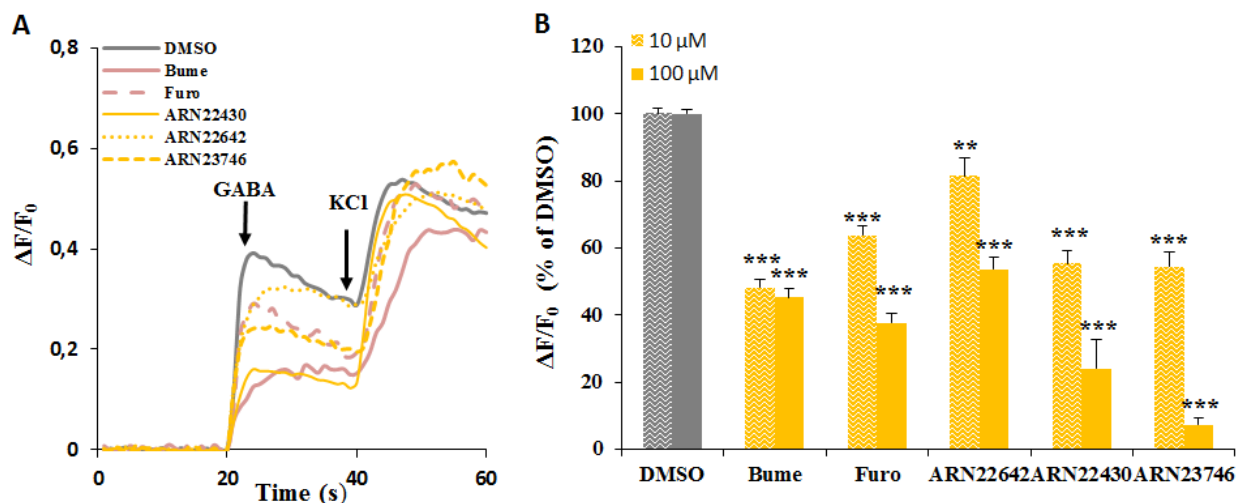 A
0,8
0,6
0,4
0,2
0
ΔF/F0
DMSO
Bume
Furo
ARN22430
ARN22642
ARN23746
GABA
KCl
0
20
40
60
Time (s)
B
120
100
80
60
40
20
0
ΔF/F0 (% of DMSO)
10 μM
100 μM
***
***
***
***
**
***
***
***
***
***
DMSO Bume Furo ARN22642 ARN22430 ARN23746